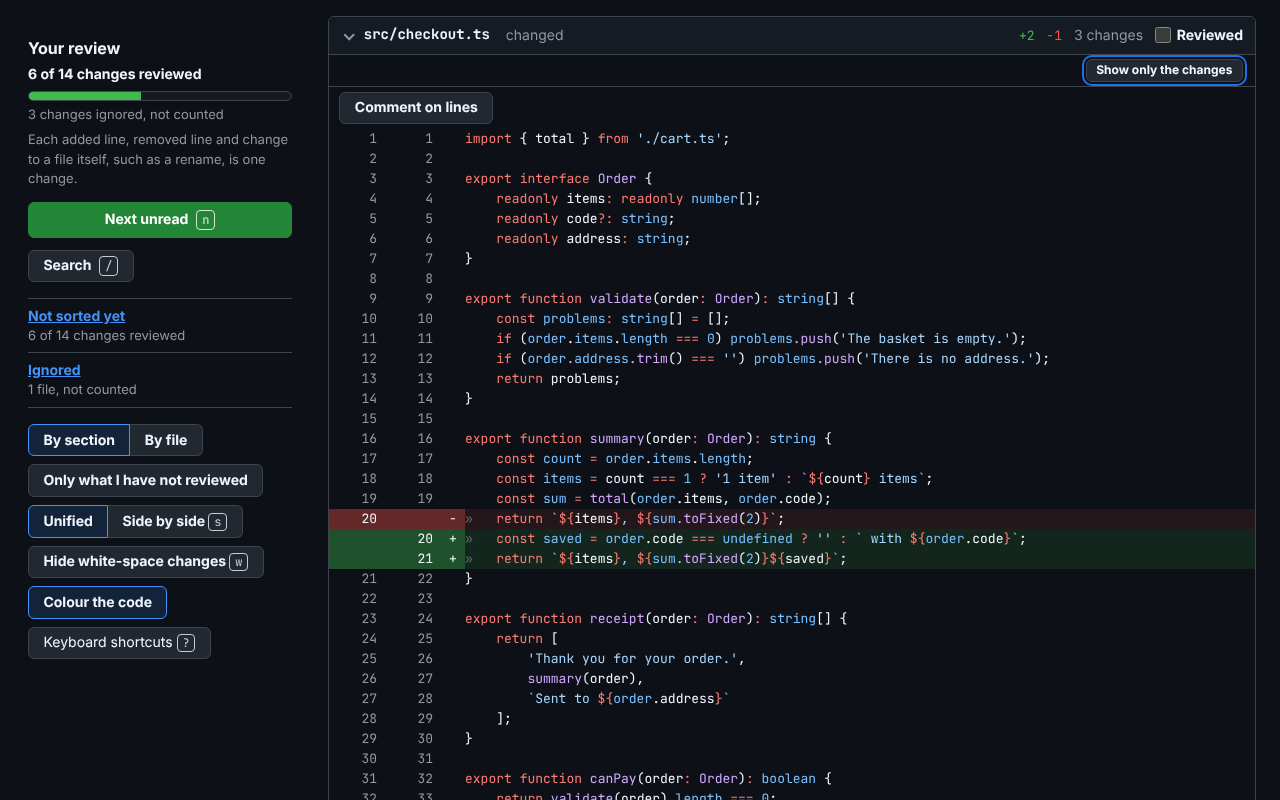 Your review
6 of 14 changes reviewed
3 changes ignored, not counted
Each added line, removed line and change
to a file itself, such as a rename, is one
change.
Next unread n
Search /
Not sorted yet
6 of 14 changes reviewed
Ignored
1 file, not counted
By section By file
Only what I have not reviewed
Unified Side by side s
Hide white-space changes w
Colour the code
Keyboard shortcuts ?
src/checkout.ts changed +2 -1 3 changes Reviewed
Show only the changes
Comment on lines
1 1 import { total } from './cart.ts';
2 2
3 3 export interface Order {
4 4     readonly items: readonly number[];
5 5     readonly code?: string;
6 6     readonly address: string;
7 7 }
8 8
9 9 export function validate(order: Order): string[] {
10 10     const problems: string[] = [];
11 11     if (order.items.length === 0) problems.push('The basket is empty.');
12 12     if (order.address.trim() === '') problems.push('There is no address.');
13 13     return problems;
14 14 }
15 15
16 16 export function summary(order: Order): string {
17 17     const count = order.items.length;
18 18     const items = count === 1 ? '1 item' : `${count} items`;
19 19     const sum = total(order.items, order.code);
20 - »   return `${items}, ${sum.toFixed(2)}`;
20 + »   const saved = order.code === undefined ? '' : ` with ${order.code}`;
21 + »   return `${items}, ${sum.toFixed(2)}${saved}`;
21 22 }
22 23
23 24 export function receipt(order: Order): string[] {
24 25     return [
25 26         'Thank you for your order.',
26 27         summary(order),
27 28         `Sent to ${order.address}`
28 29     ];
29 30 }
30 31
31 32 export function canPay(order: Order): boolean {
32 33     return validate(order).length === 0;